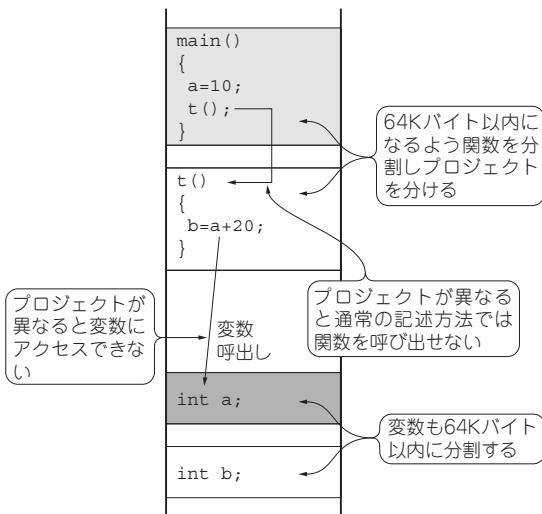 main()
{
a=10;
t();
}
64Kバイト以内に
なるよう関数を分
割しプロジェクト
を分ける
t()
{
b=a+20;
}
プロジェクトが
異なると変数に
アクセスできな
い
変数
呼出し
プロジェクトが異なる
と通常の記述方法では
関数を呼び出せない
int a;
変数も64Kバイト
以内に分割する
int b;